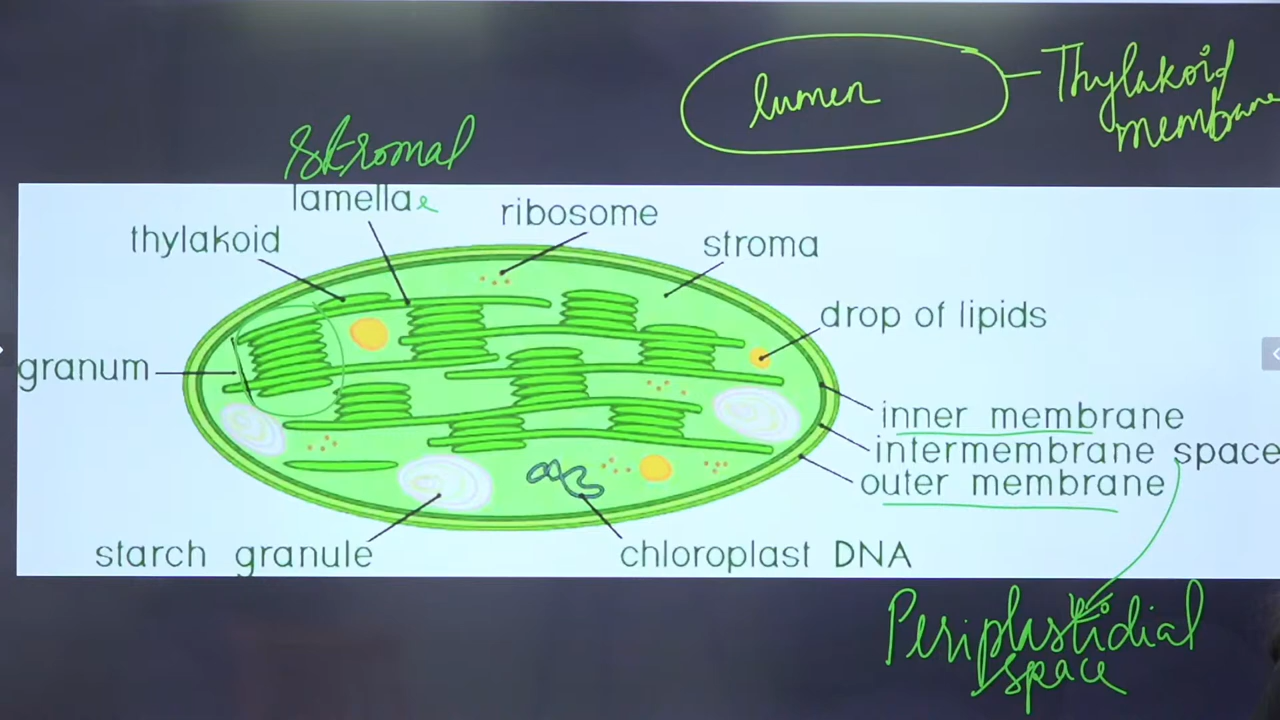 lumen
Thylakoid
membrane
Stromal
lamellae
ribosome
thylakoid
stroma
drop of lipids
granum
inner membrane
intermembrane space
outer membrane
starch granule
chloroplast DNA
Periplastidial
space